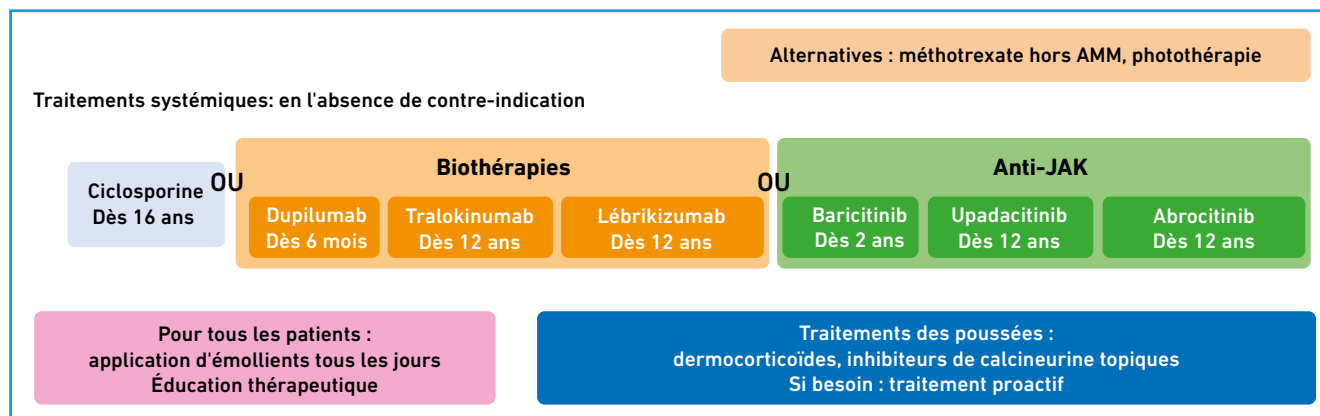 Alternatives : méthotrexate hors AMM, photothérapie
Traitements systémiques: en l'absence de contre-indication
Ciclosporine
Dès 16 ans
OU
Biothérapies
Dupilumab
Dès 6 mois
Tralokinumab
Dès 12 ans
Lébrikizumab
Dès 12 ans
OU
Anti-JAK
Baricitinib
Dès 2 ans
Upadacitinib
Dès 12 ans
Abrocitinib
Dès 12 ans
Pour tous les patients :
application d'émollients tous les jours
Éducation thérapeutique
Traitements des poussées :
dermocorticoïdes, inhibiteurs de calcineurine topiques
Si besoin : traitement proactif